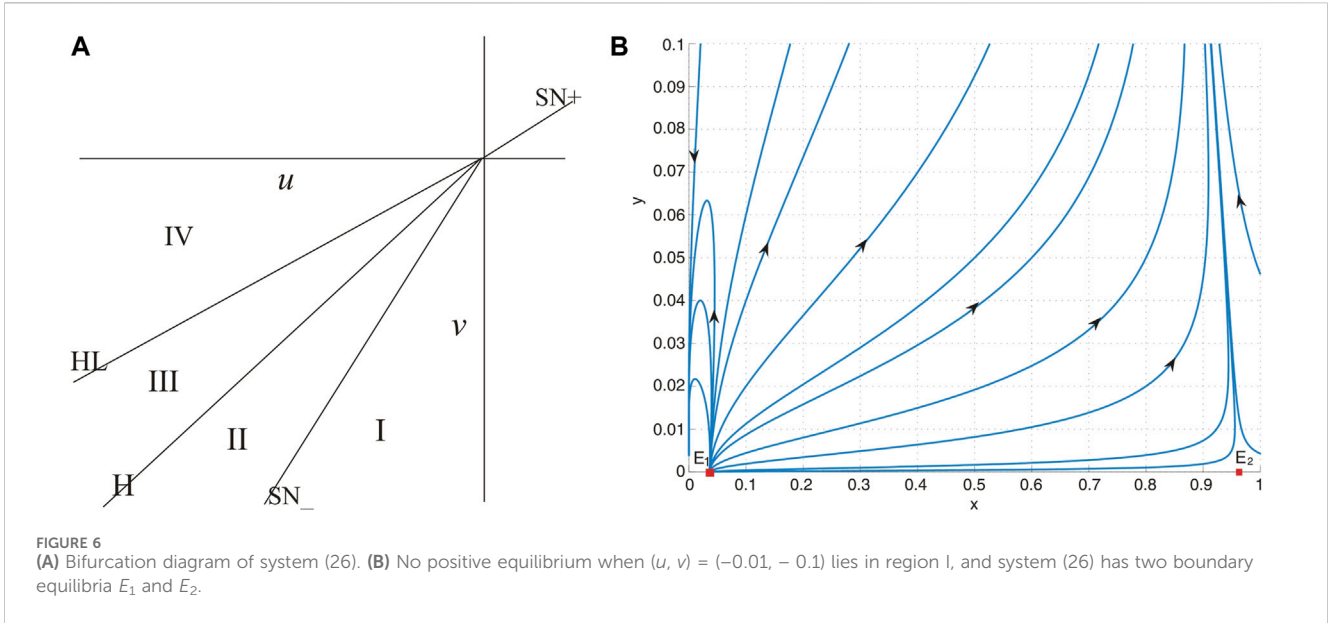 A
SN+
u
IV
v
HL
III
II
I
H
SN_
B
0.1
0.09
0.08
0.07
0.06
y
0.05
0.04
0.03
0.02
0.01
E1
E2
0
0 0.1 0.2 0.3 0.4 0.5 0.6 0.7 0.8 0.9 1
x
FIGURE 6
(A) Bifurcation diagram of system (26). (B) No positive equilibrium when (u, v) = (−0.01, − 0.1) lies in region I, and system (26) has two boundary
equilibria E1 and E2.